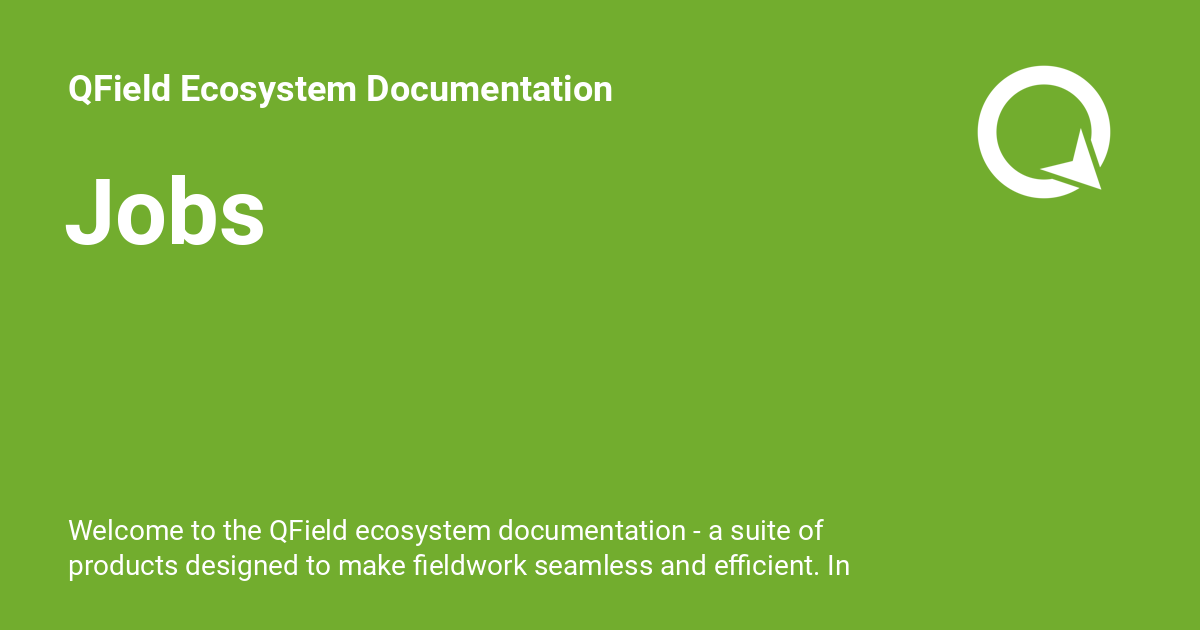 QField Ecosystem Documentation
Jobs
Welcome to the QField ecosystem documentation - a suite of
products designed to make fieldwork seamless and efficient. In